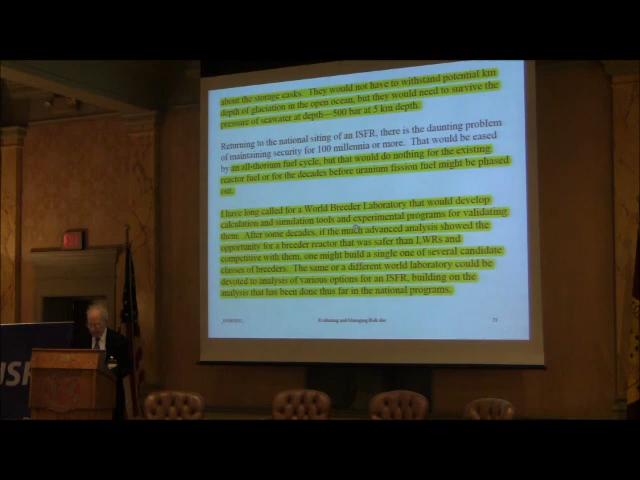 about the storage casks. They would not have to withstand potential km
depth of glaciation in the open ocean, but they would need to survive the
pressure of seawater at depth—500 bar at 5 km depth.
Returning to the national siting of an ISFR, there is the daunting problem
of maintaining security for 100 millennia or more. That would be eased
by an all-thorium fuel cycle, but that would do nothing for the existing
reactor fuel or for the decades before uranium fission fuel might be phased
out.
I have long called for a World Breeder Laboratory that would develop
calculation and simulation tools and experimental programs for validating
them. After some decades, if the much advanced analysis showed the
opportunity for a breeder reactor that was safer than LWRs and
competitive with them, one might build a single one of several candidate
classes of breeders. The same or a different world laboratory could be
devoted to analysis of various options for an ISFR, building on the
analysis that has been done thus far in the national programs.
Evaluating and Managing Risk.doc